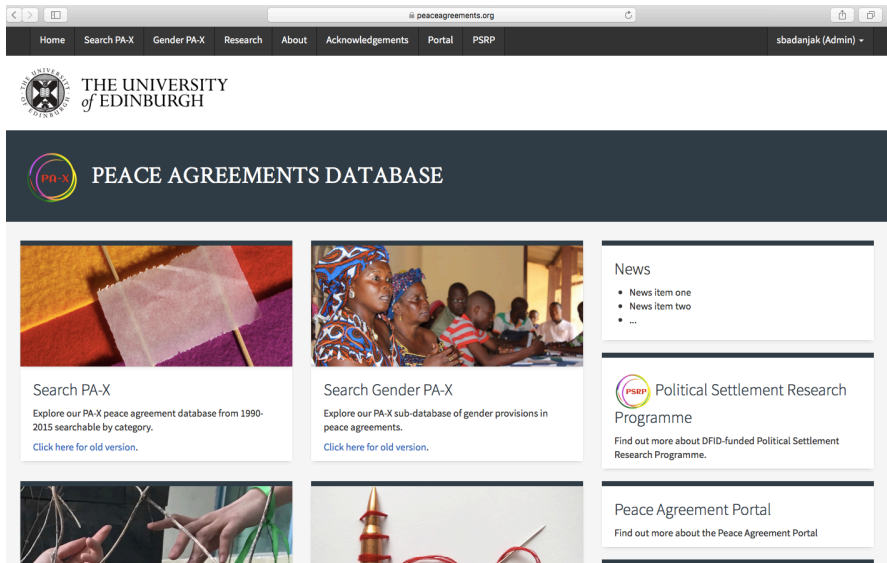 peaceagreements.org
Home Search PA-X Gender PA-X Research About Acknowledgements Portal PSRP sbadanjak (Admin)
THE UNIVERSITY
of EDINBURGH
THE UNIVERSITY
OF EDINBURGH
PA-X
PEACE AGREEMENTS DATABASE
Search PA-X
Explore our PA-X peace agreement database from 1990-
2015 searchable by category.
Click here for old version.
Search Gender PA-X
Explore our PA-X sub-database of gender provisions in
peace agreements.
Click here for old version.
News
• News item one
• News item two
• ...
PSRP
Political Settlement Research
Programme
Find out more about DFID-funded Political Settlement
Research Programme.
Peace Agreement Portal
Find out more about the Peace Agreement Portal